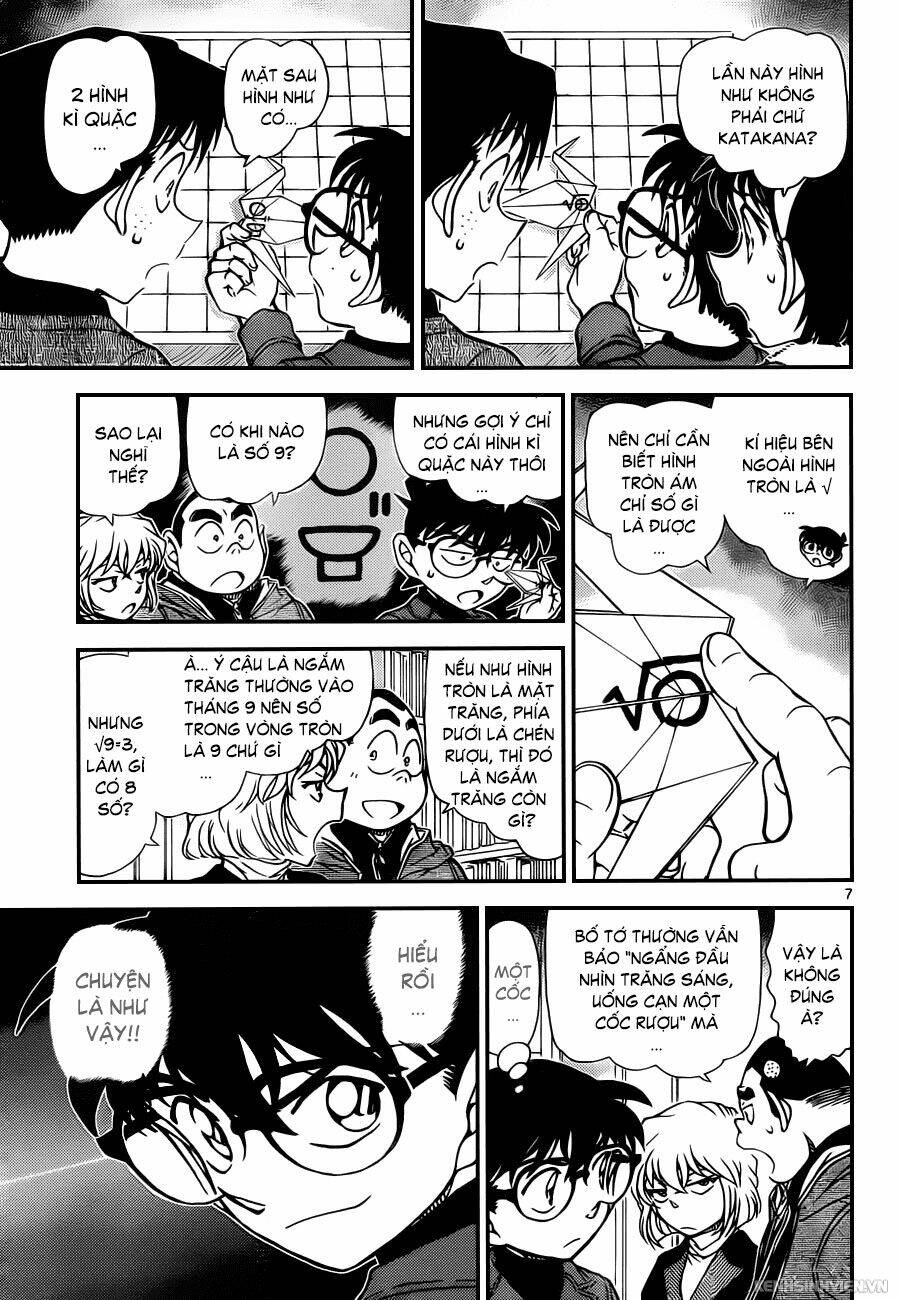 LẦN NÀY HÌNH
NHƯ KHÔNG
PHẢI CHỮ
KATAKANA?
MẶT SAU
HÌNH NHƯ
CÓ...
2 HÌNH
KÌ QUẶC
...
√
KÍ HIỆU BÊN
NGOÀI HÌNH
TRÒN LÀ √
...
NÊN CHỈ CẦN
BIẾT HÌNH
TRÒN ÁM
CHỈ SỐ GÌ
LÀ ĐƯỢC
...
√
NHƯNG GỢI Ý CHỈ
CÓ CÁI HÌNH KÌ
QUẶC NÀY THÔI
...
CÓ KHI NÀO
LÀ SỐ 9?
SAO LẠI
NGHĨ
THẾ?
NẾU NHƯ HÌNH
TRÒN LÀ MẶT
TRĂNG, PHÍA
DƯỚI LÀ CHÉN
RƯỢU, THÌ ĐÓ
LÀ NGẮM
TRĂNG CÒN
GÌ?
À... Ý CẬU LÀ NGẮM
TRĂNG THƯỜNG VÀO
THÁNG 9 NÊN SỐ
TRONG VÒNG TRÒN
LÀ 9 CHỨ GÌ
...
NHƯNG
√9=3,
LÀM GÌ
CÓ 8
SỐ?
7
VẬY LÀ
KHÔNG
ĐÚNG
À?
BỐ TỚ THƯỜNG VẪN
BẢO "NGẨNG ĐẦU
NHÌN TRĂNG SÁNG,
UỐNG CẠN MỘT
CỐC RƯỢU" MÀ
...
MỘT
CỐC
...
HIỂU
RỒI
...
CHUYỆN
LÀ NHƯ
VẬY!!
KENHSINHVIEN.VN